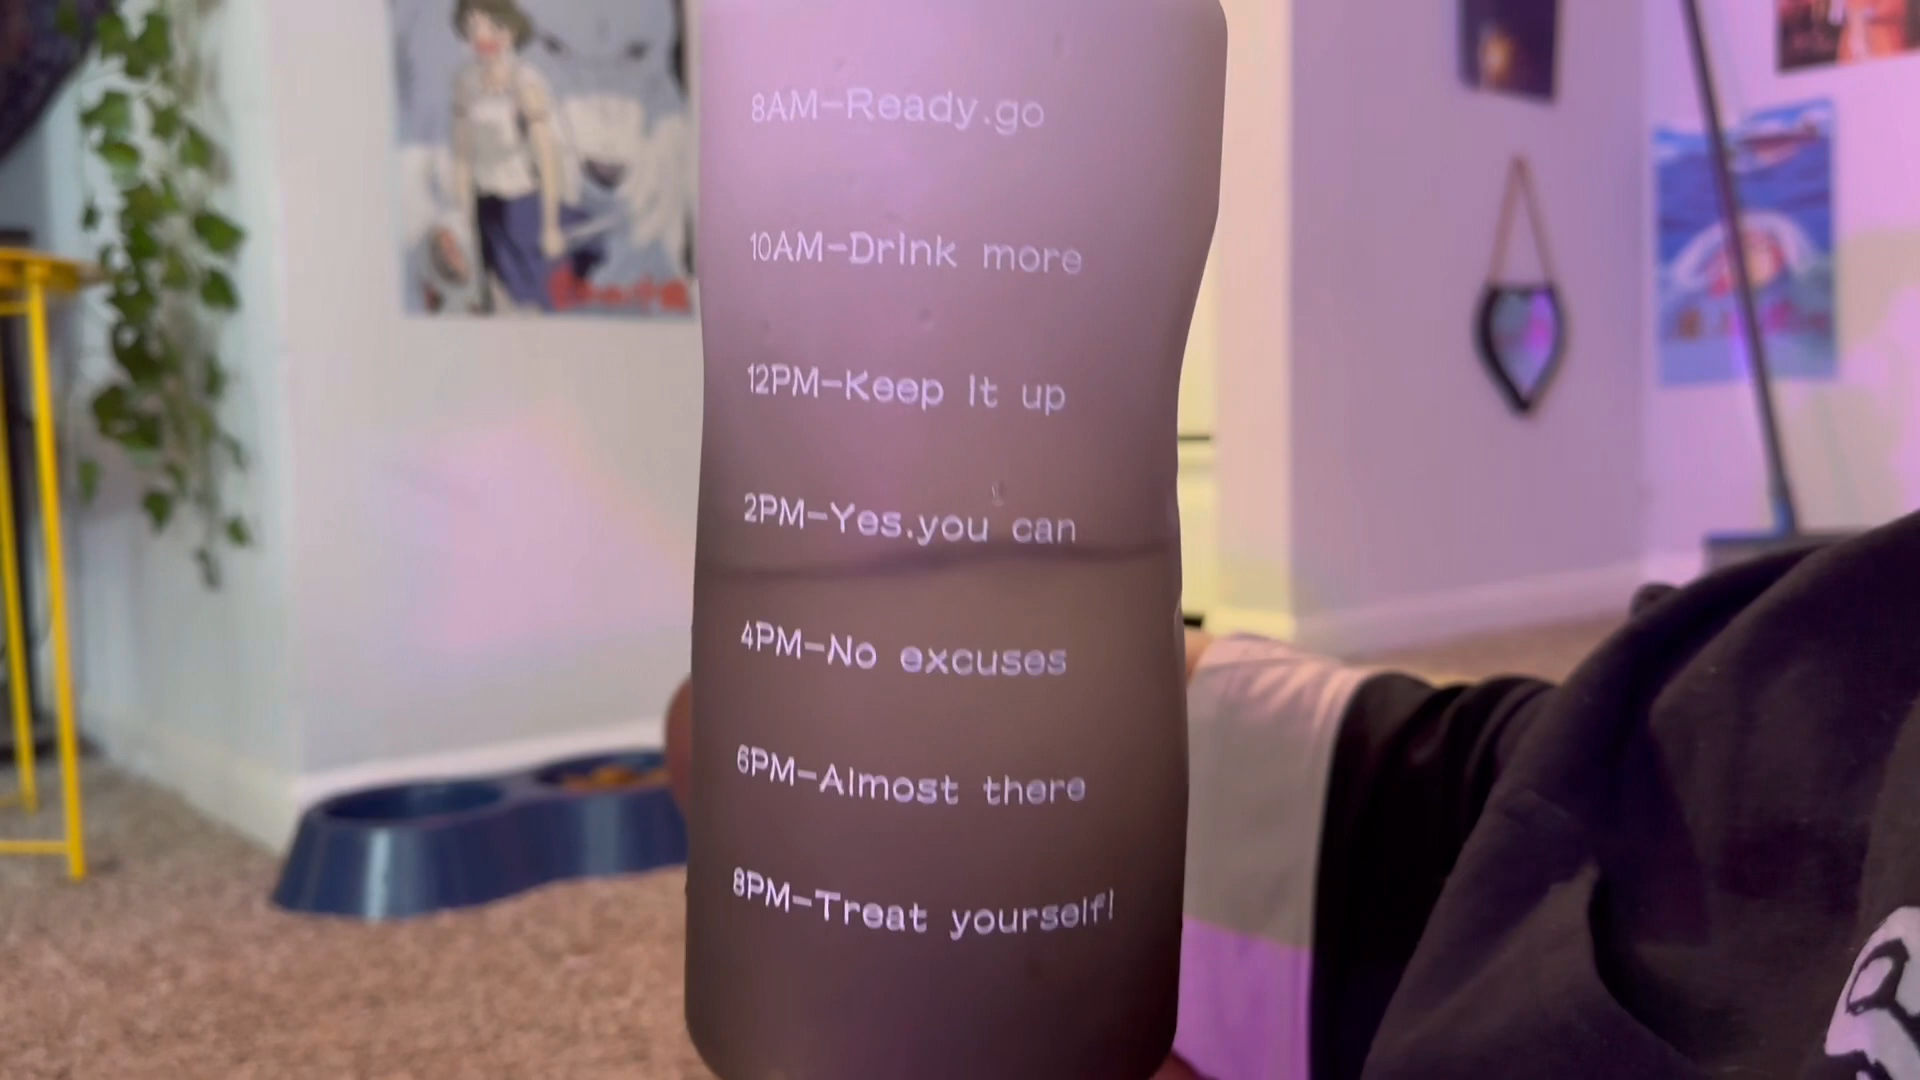 8AM-Ready.go
10AM-Drink more
12PM-Keep It up
2PM-Yes.you can
4PM-No excuses
6PM-Almost there
8PM-Treat yourself!